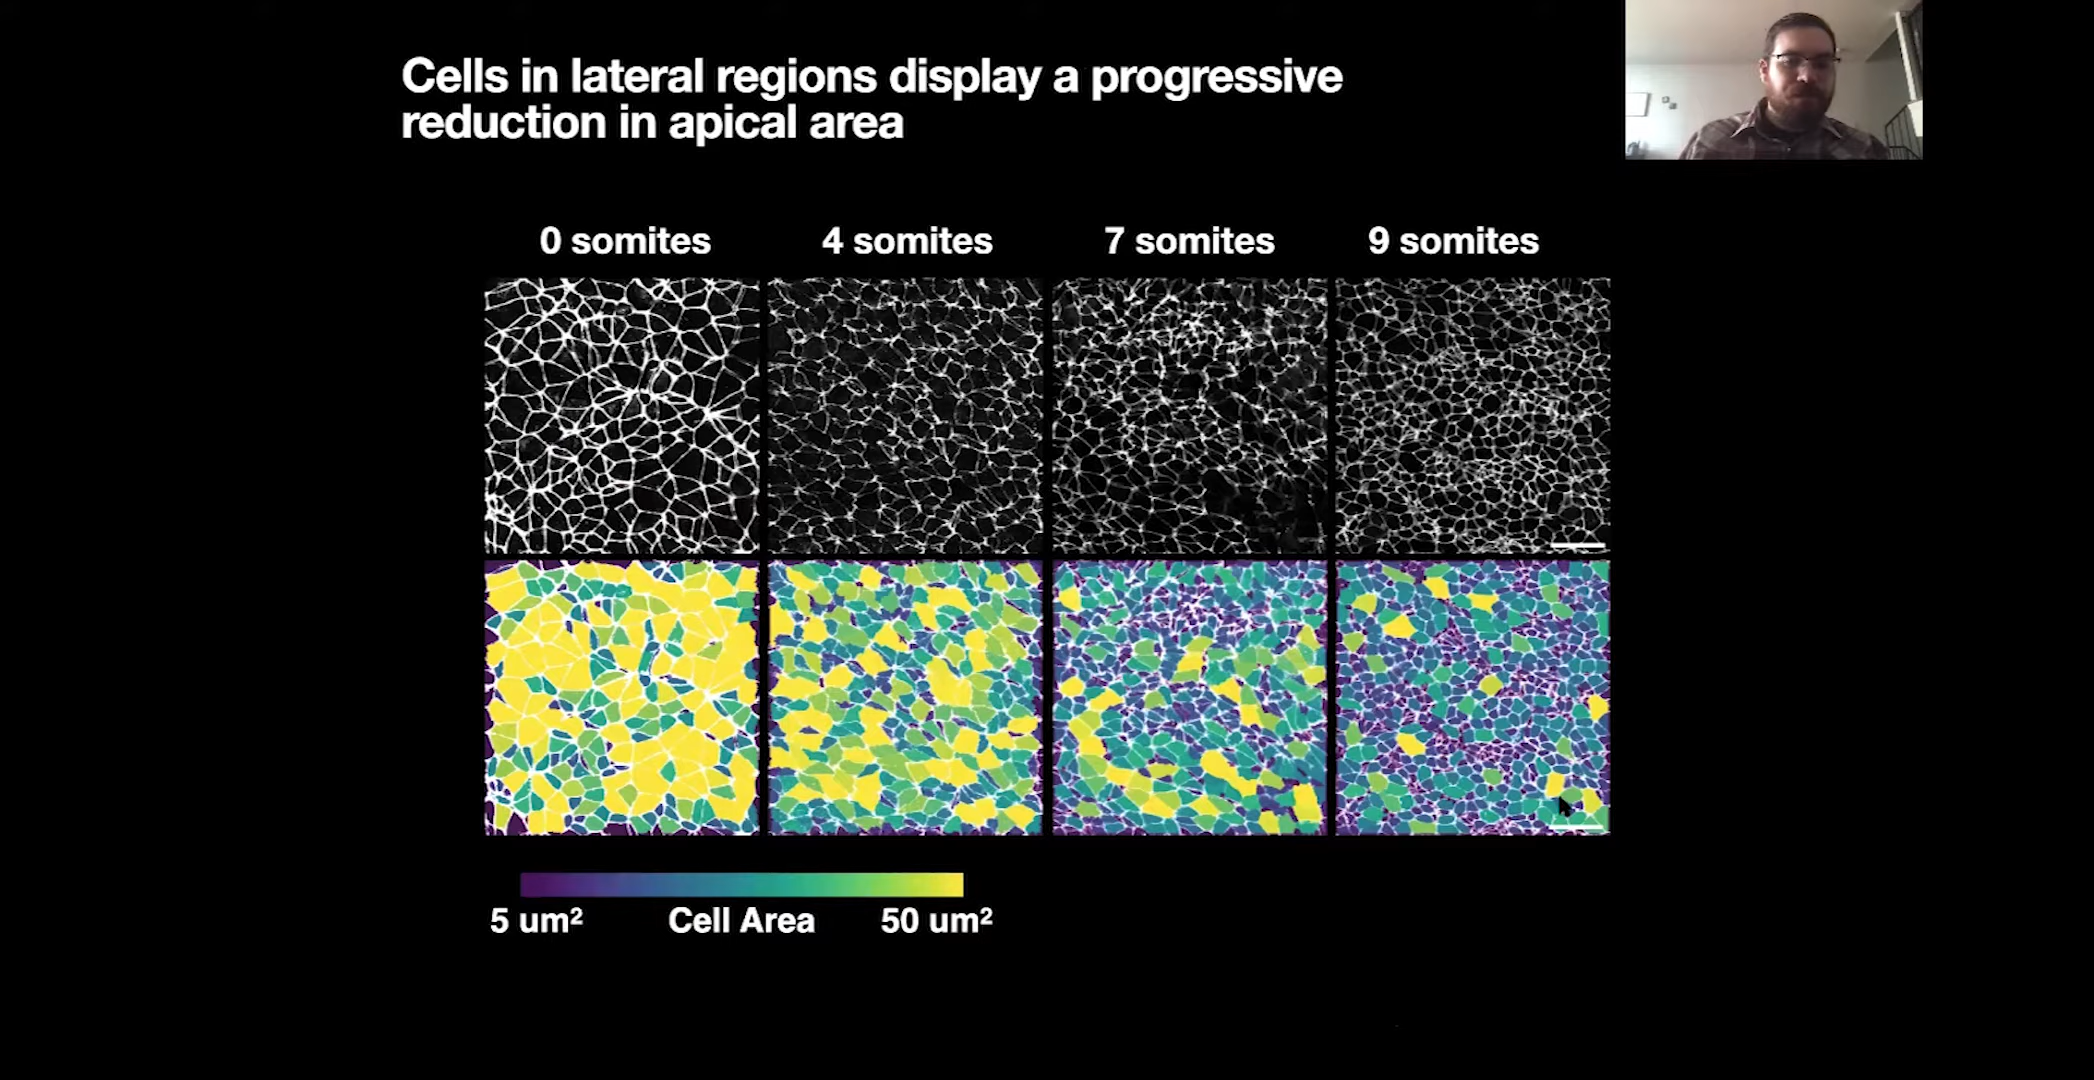 Cells in lateral regions display a progressive
reduction in apical area
0 somites 4 somites 7 somites 9 somites
5 um² Cell Area 50 um²